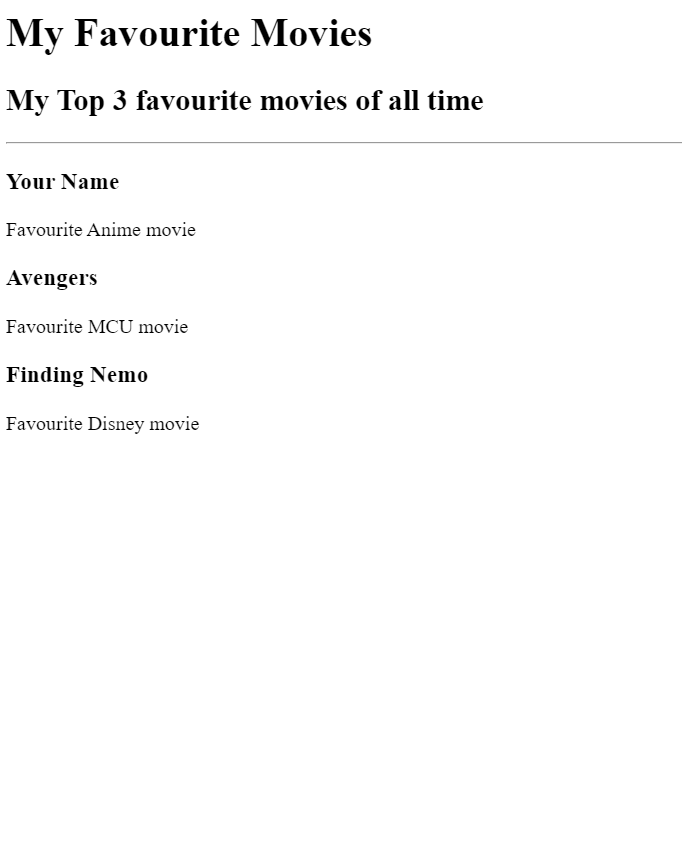 My Favourite Movies
My Top 3 favourite movies of all time
Your Name
Favourite Anime movie
Avengers
Favourite MCU movie
Finding Nemo
Favourite Disney movie